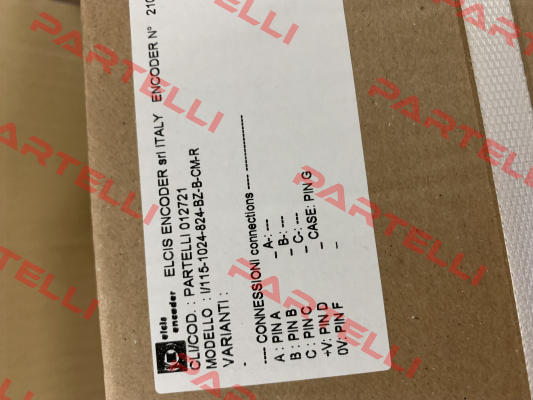 elcis
encoder
ELCIS ENCODER srl ITALY ENCODER N° 210
CLI/COD. : PARTELLI 012721
MODELLO : I/115-1024-824-BZ-B-CM-R
VARIANTI :
-
---- CONNESSIONI connections ---- --------------
A : PIN A - A-: ---
B : PIN B - B-: ---
C : PIN C - C-: ---
+V: PIN D - CASE: PIN G
0V: PIN F -
PARTELLI
PARTELLI
PARTELLI
PARTELLI
PARTELLI
PARTELLI